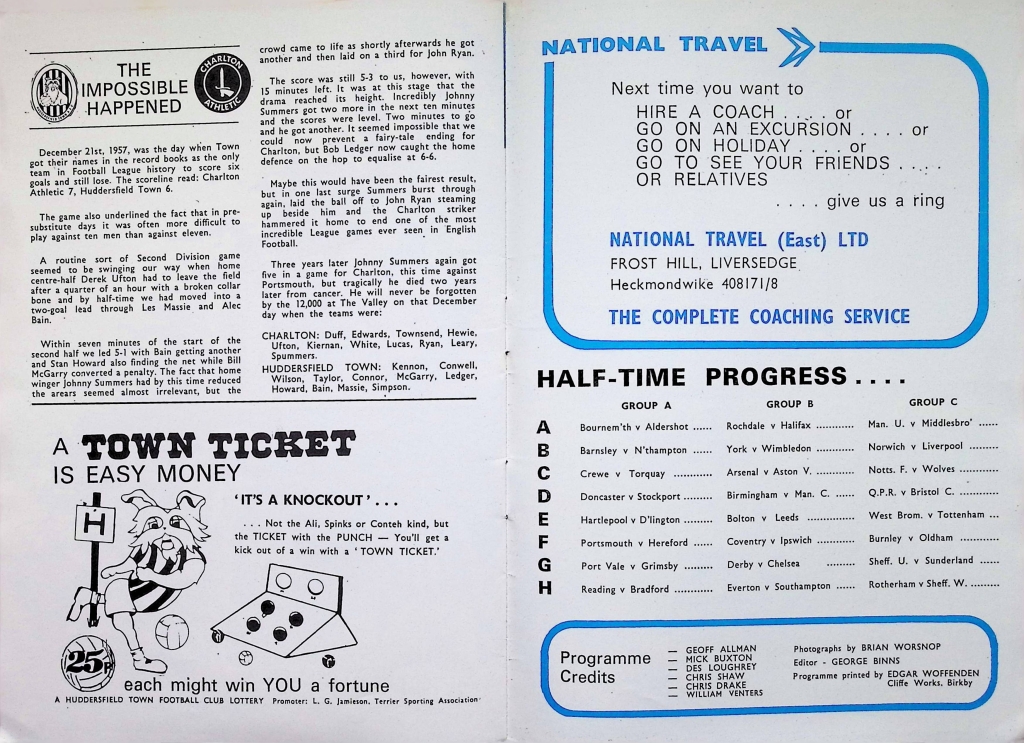 THE
IMPOSSIBLE
HAPPENED
CHARLTON
ATHLETIC
December 21st, 1957, was the day when Town
got their names in the record books as the only
team in Football League history to score six
goals and still lose. The scoreline read: Charlton
Athletic 7, Huddersfield Town 6.
The game also underlined the fact that in pre-
substitute days it was often more difficult to
play against ten men than against eleven.
A routine sort of Second Division game
seemed to be swinging our way when home
centre-half Derek Ufton had to leave the field
after a quarter of an hour with a broken collar
bone and by half-time we had moved into a
two-goal lead through Les Massie and Alec
Bain.
Within seven minutes of the start of the
second half we led 5-1 with Bain getting another
and Stan Howard also finding the net while Bill
McGarry converted a penalty. The fact that home
winger Johnny Summers had by this time reduced
the arears seemed almost irrelevant, but the
crowd came to life as shortly afterwards he got
another and then laid on a third for John Ryan.
The score was still 5-3 to us, however, with
15 minutes left. It was at this stage that the
drama reached its height. Incredibly Johnny
Summers got two more in the next ten minutes
and the scores were level. Two minutes to go
and he got another. It seemed impossible that we
could now prevent a fairy-tale ending for
Charlton, but Bob Ledger now caught the home
defence on the hop to equalise at 6-6.
Maybe this would have been the fairest result,
but in one last surge Summers burst through
again, laid the ball off to John Ryan steaming
up beside him and the Charlton striker
hammered it home to end one of the most
incredible League games ever seen in English
Football.
Three years later Johnny Summers again got
five in a game for Charlton, this time against
Portsmouth, but tragically he died two years
later from cancer. He will never be forgotten
by the 12,000 at The Valley on that December
day when the teams were:
CHARLTON: Duff, Edwards, Townsend, Hewie,
Ufton, Kiernan, White, Lucas, Ryan, Leary,
Spummers.
HUDDERSFIELD TOWN: Kennon, Conwell,
Wilson, Taylor, Connor, McGarry, Ledger,
Howard, Bain, Massie, Simpson.
A TOWN TICKET
IS EASY MONEY
'IT'S A KNOCKOUT' . . .
. . . Not the Ali, Spinks or Conteh kind, but
the TICKET with the PUNCH — You'll get a
kick out of a win with a ' TOWN TICKET.'
H
25P
each might win YOU a fortune
A HUDDERSFIELD TOWN FOOTBALL CLUB LOTTERY Promoter: L. G. Jamieson, Terrier Sporting Association
NATIONAL TRAVEL
Next time you want to
HIRE A COACH . . . . or
GO ON AN EXCURSION . . . . or
GO ON HOLIDAY . . . . or
GO TO SEE YOUR FRIENDS . . . . .
OR RELATIVES
. . . . give us a ring
NATIONAL TRAVEL (East) LTD
FROST HILL, LIVERSEDGE
Heckmondwike 408171/8
THE COMPLETE COACHING SERVICE
HALF-TIME PROGRESS . . . .
GROUP A GROUP B GROUP C
A Bournem'th v Aldershot ...... Rochdale v Halifax ............ Man. U. v Middlesbro' ......
B Barnsley v N'thampton ...... York v Wimbledon ............ Norwich v Liverpool ...........
C Crewe v Torquay ............ Arsenal v Aston V. ............ Notts. F. v Wolves ............
D Doncaster v Stockport ...... Birmingham v Man. C. ...... Q.P.R. v Bristol C. ............
E Hartlepool v D'lington ......... Bolton v Leeds ............... West Brom. v Tottenham ...
F Portsmouth v Hereford ...... Coventry v Ipswich ............ Burnley v Oldham ............
G Port Vale v Grimsby ......... Derby v Chelsea ............ Sheff. U. v Sunderland ......
H Reading v Bradford ............ Everton v Southampton ...... Rotherham v Sheff. W. .........
Programme
Credits
— GEOFF ALLMAN
— MICK BUXTON
— DES LOUGHREY
— CHRIS SHAW
— CHRIS DRAKE
— WILLIAM VENTERS
Photographs by BRIAN WORSNOP
Editor - GEORGE BINNS
Programme printed by EDGAR WOFFENDEN
Cliffe Works, Birkby